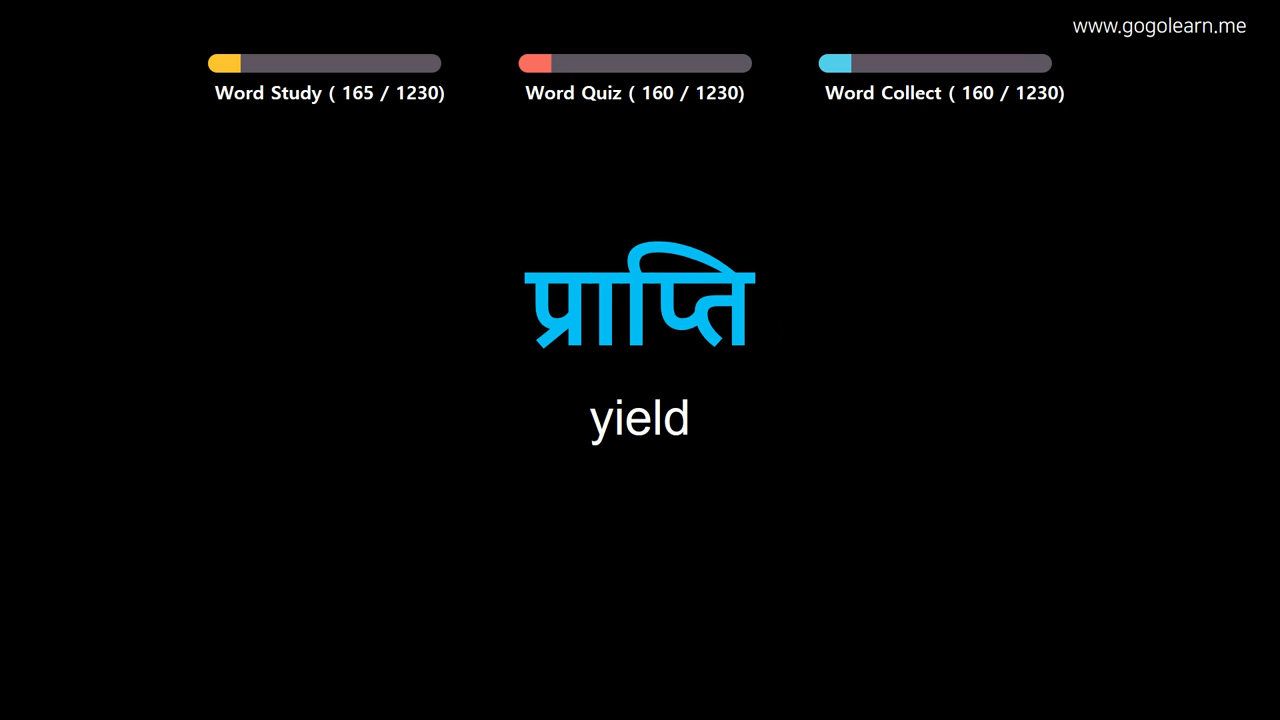 www.gogolearn.me
Word Study ( 165 / 1230)
Word Quiz ( 160 / 1230)
Word Collect ( 160 / 1230)
प्राप्ति
yield